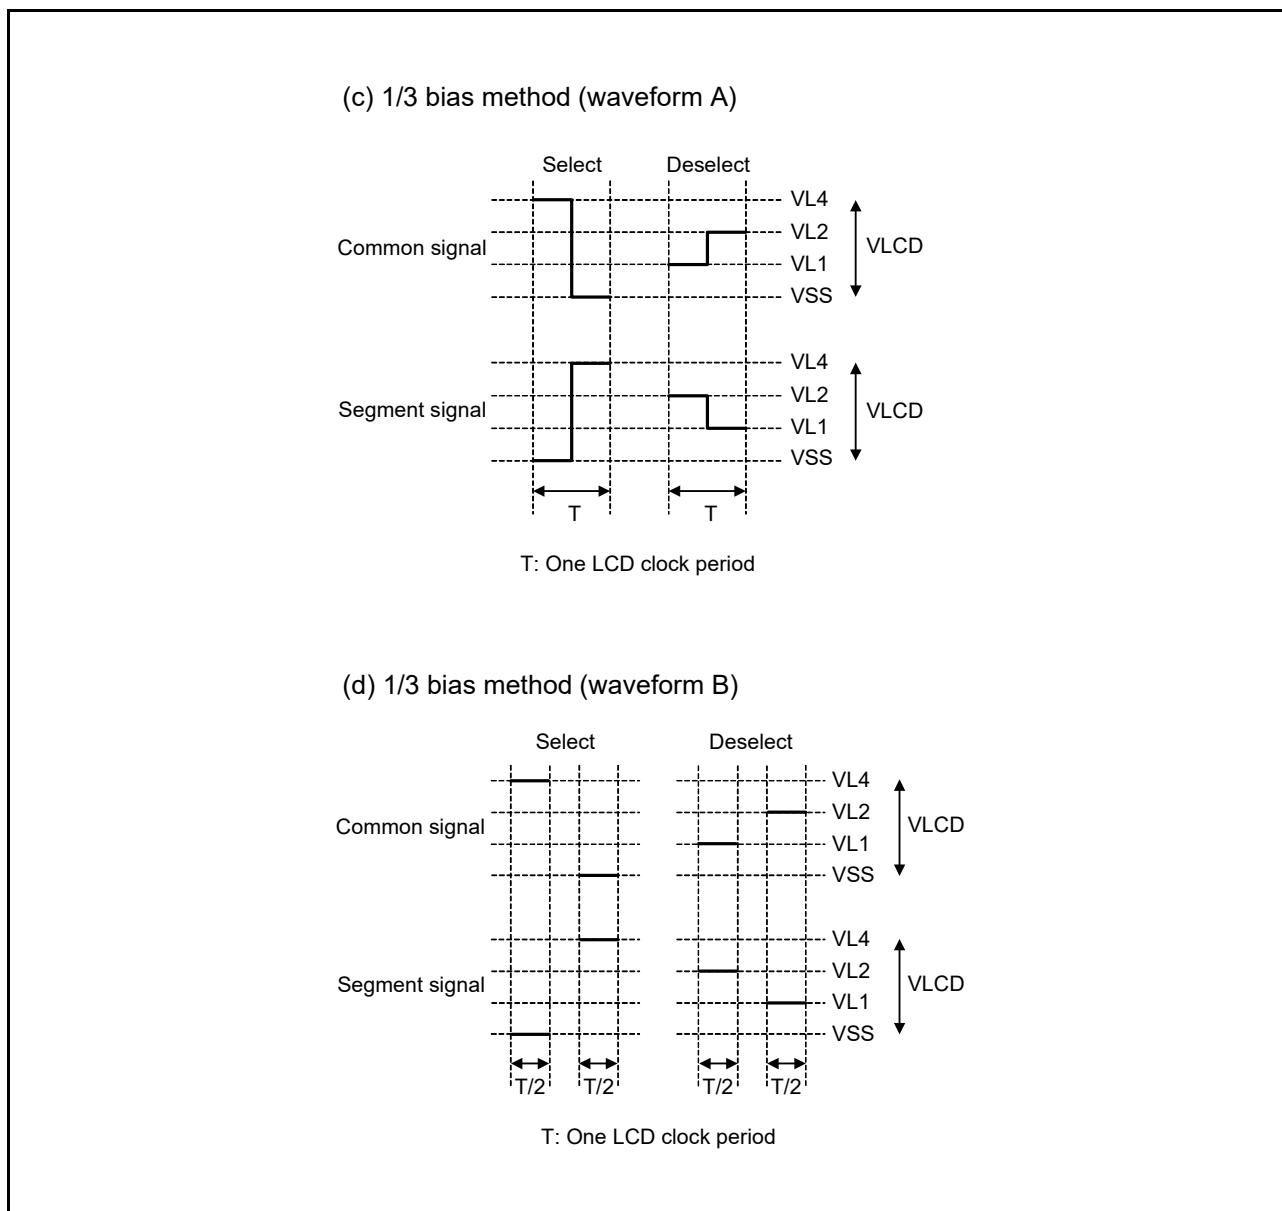 (c) 1/3 bias method (waveform A)
Select Deselect
VL4
VL2
Common signal VLCD
VL1
VSS
VL4
VL2
Segment signal VLCD
VL1
VSS
T T
T: One LCD clock period
(d) 1/3 bias method (waveform B)
Select Deselect
VL4
VL2
Common signal VLCD
VL1
VSS
VL4
VL2
Segment signal VLCD
VL1
VSS
T/2 T/2 T/2 T/2
T: One LCD clock period